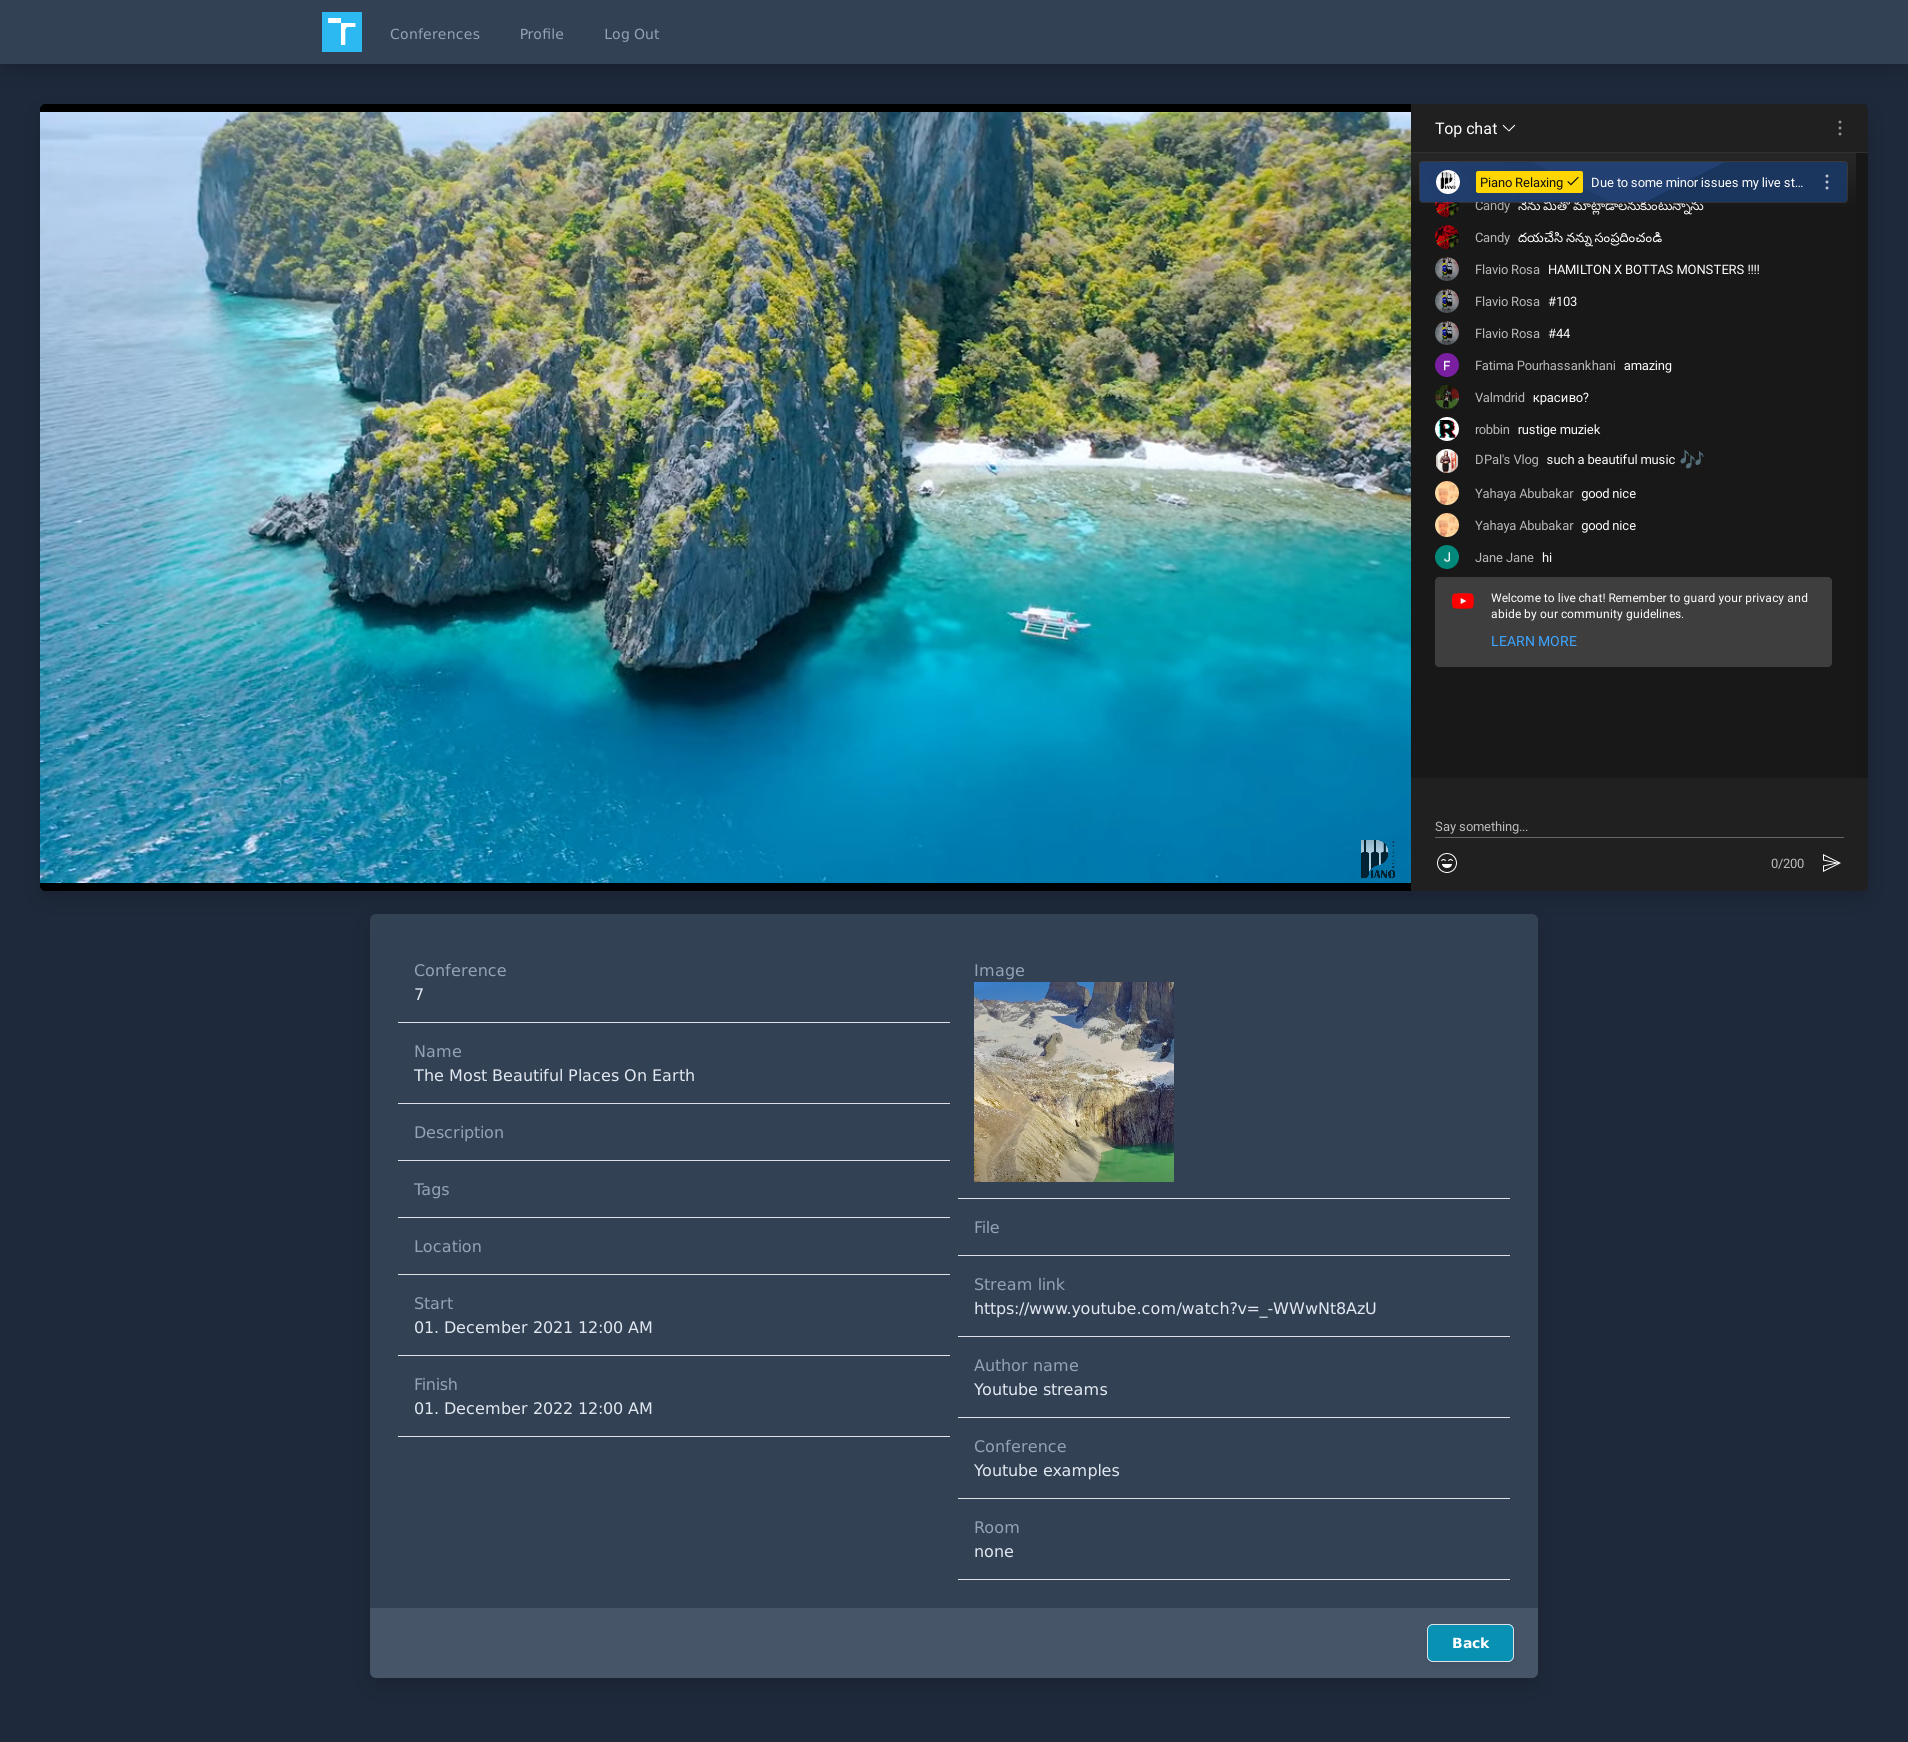 Conferences
Profile
Log Out
Top chat
Piano Relaxing Due to some minor issues my live st...
Candy నేను మీతో మాట్లాడాలనుకుంటున్నాను
Candy దయచేసి నన్ను సంప్రదించండి
Flavio Rosa HAMILTON X BOTTAS MONSTERS !!!!
Flavio Rosa #103
Flavio Rosa #44
F Fatima Pourhassankhani amazing
Valmdrid красиво?
R robbin rustige muziek
DPal's Vlog such a beautiful music 🎶
Yahaya Abubakar good nice
Yahaya Abubakar good nice
J Jane Jane hi
Welcome to live chat! Remember to guard your privacy and
abide by our community guidelines.
LEARN MORE
Say something...
0/200
PIANO
Conference
7
Name
The Most Beautiful Places On Earth
Description
Tags
Location
Start
01. December 2021 12:00 AM
Finish
01. December 2022 12:00 AM
Image
File
Stream link
https://www.youtube.com/watch?v=_-WWwNt8AzU
Author name
Youtube streams
Conference
Youtube examples
Room
none
Back